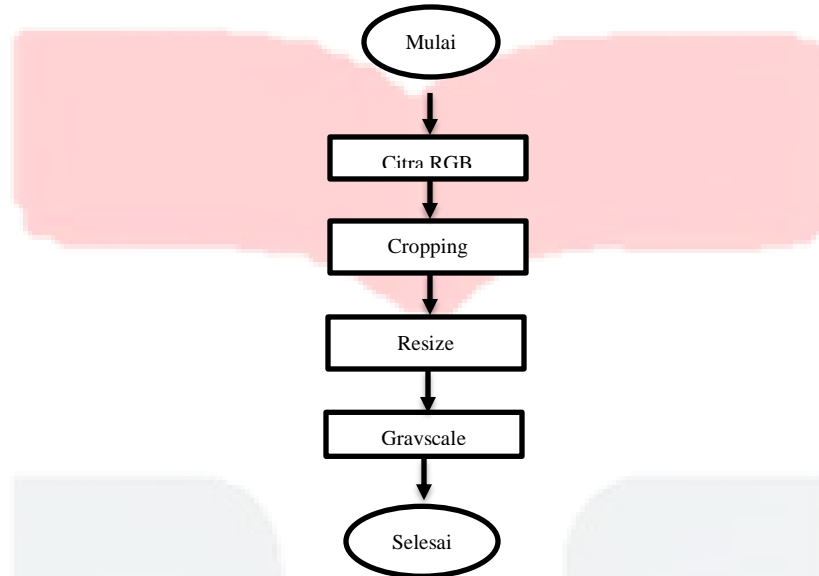 Mulai
Citra RGB
Cropping
Resize
Grayscale
Selesai